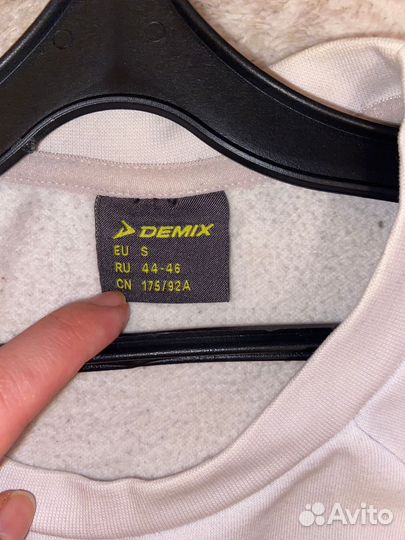 DEMIX
EU S
RU 44-46
CN 175/92A
Avito